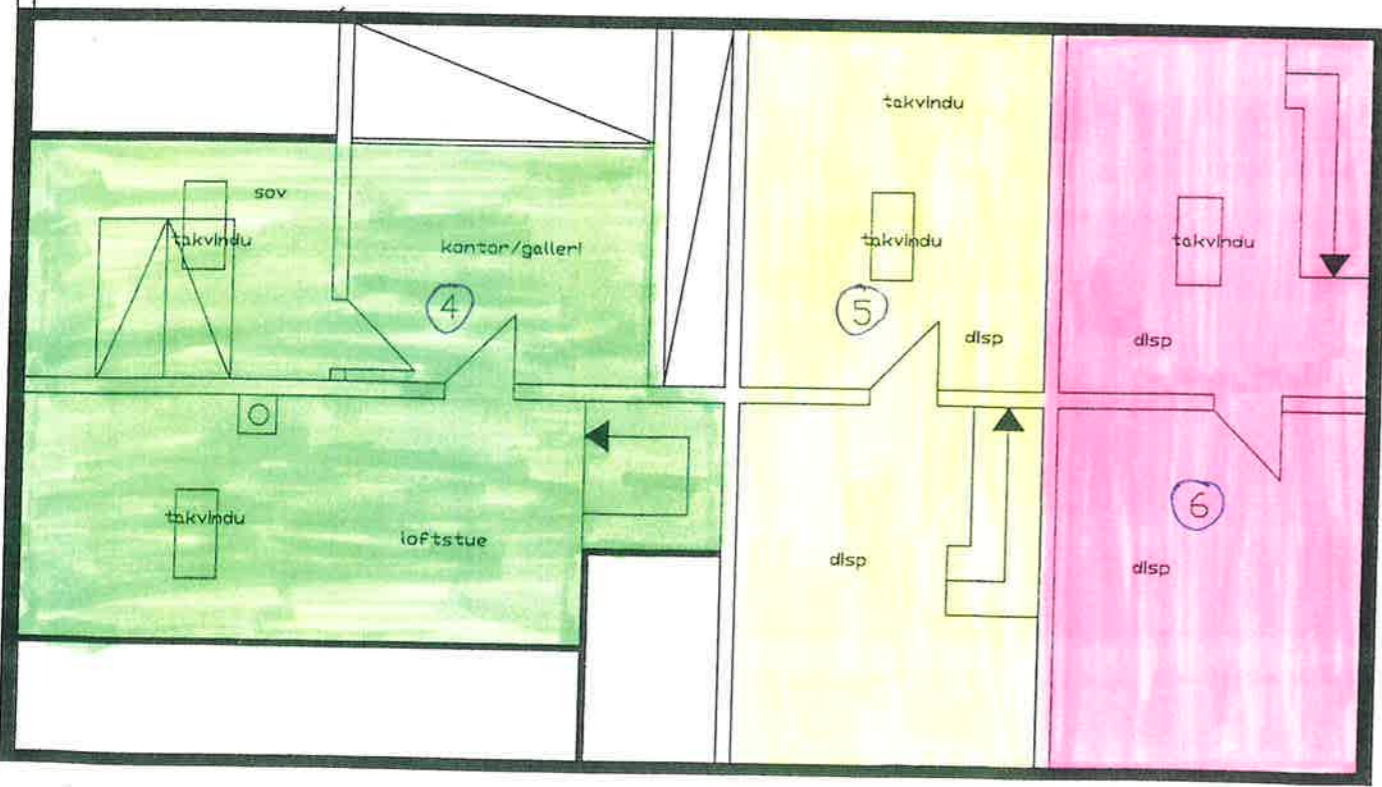 sov
takvindu
kontor/galleri
4
takvindu
loftstue
takvindu
takvindu
5
disp
disp
takvindu
disp
6
disp